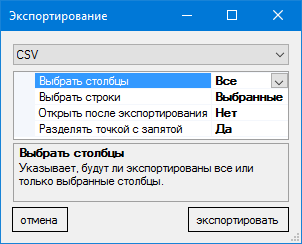 Экспортирование
CSV
Выбрать столбцы Все
Выбрать строки Выбранные
Открыть после экспортирования Нет
Разделять точкой с запятой Да
Выбрать столбцы
Указывает, будут ли экспортированы все или
только выбранные столбцы.
отмена экспортировать